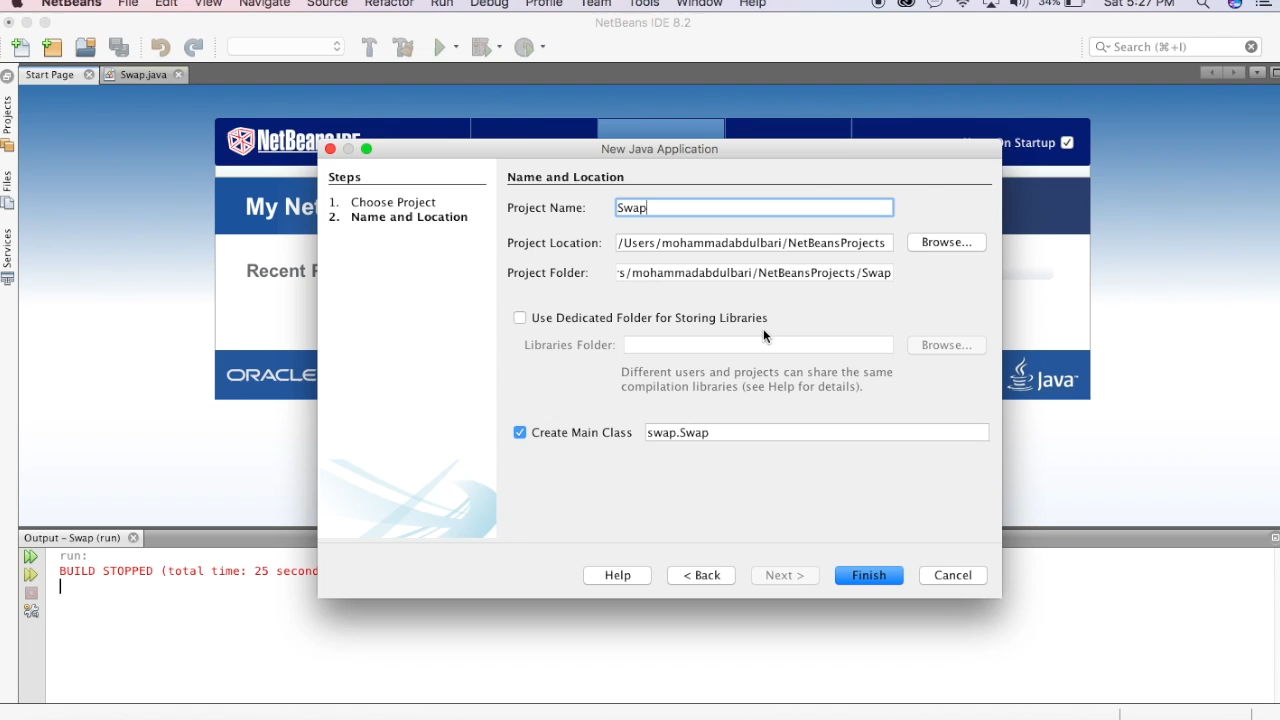 NetBeans File Edit View Navigate Source Refactor Run Debug Profile Team Tools Window Help 34% Sat 5:27 PM
NetBeans IDE 8.2
Search (⌘+I)
Start Page Swap.java
Projects
Files
Services
NetBeans IDE
On Startup
My Ne
Recent
ORACLE
Java
New Java Application
Steps
1. Choose Project
2. Name and Location
Name and Location
Project Name: Swap
Project Location: /Users/mohammadabdulbari/NetBeansProjects Browse...
Project Folder: 's/mohammadabdulbari/NetBeansProjects/Swap
Use Dedicated Folder for Storing Libraries
Libraries Folder: Browse...
Different users and projects can share the same
compilation libraries (see Help for details).
Create Main Class swap.Swap
Help < Back Next > Finish Cancel
Output - Swap (run)
run:
BUILD STOPPED (total time: 25 second